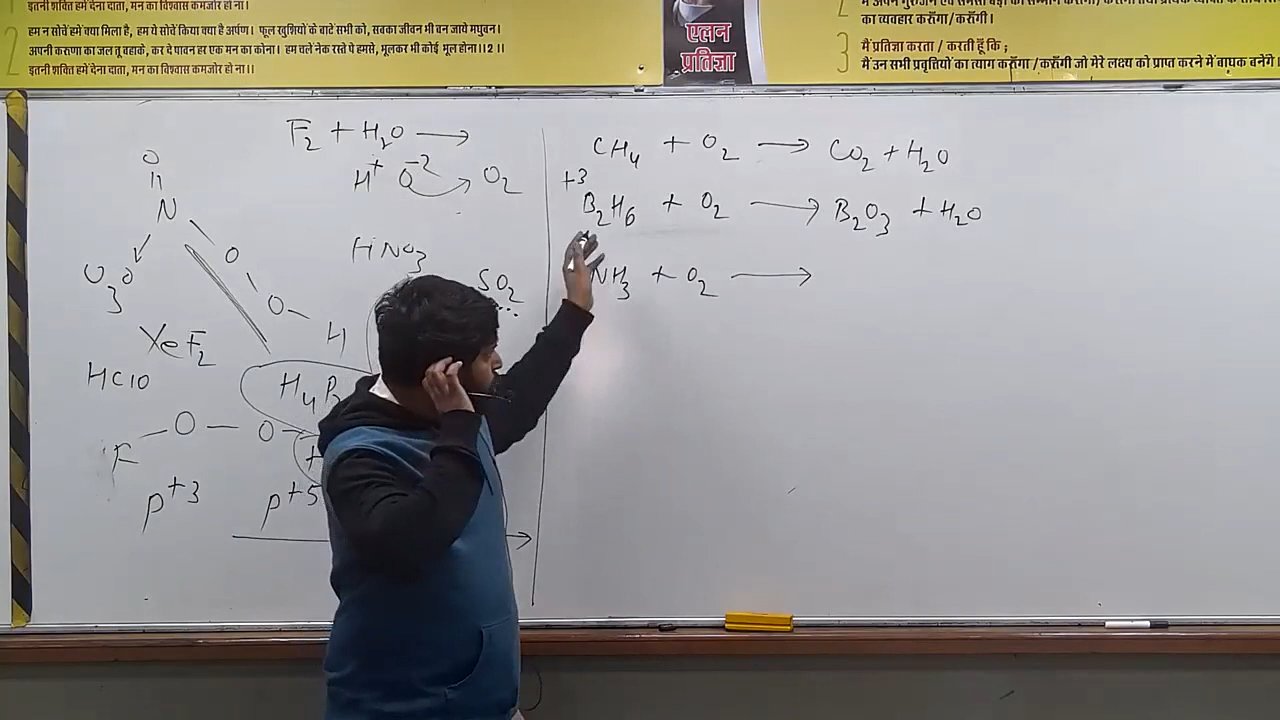 इतनी शक्ति हमें देना दाता, मन का विश्वास कमजोर हो ना।
हम न सोचें हमें क्या मिला है, हम ये सोचें किया क्या है अर्पण। फूल खुशियों के बाटें सभी को, सबका जीवन भी बन जाये मधुवन।
2 अपनी करुणा का जल तू बहाके, कर दे पावन हर एक मन का कोना। हम चलें नेक रस्ते पे हमसे, भूलकर भी कोई भूल होना।।2।।
इतनी शक्ति हमें देना दाता, मन का विश्वास कमजोर हो ना।।
एलन
प्रतिज्ञा
2
का व्यवहार करूँगा / करूँगी।
3 मैं प्रतिज्ञा करता / करती हूँ कि ;
मैं उन सभी प्रवृत्तियों का त्याग करूँगा / करूँगी जो मेरे लक्ष्य को प्राप्त करने में बाधक बनेंगे।
F2 + H2O →
H+ O-2 → O2
O
N
O
O
O
H
HNO3
SO2
XeF2
HClO
H4P
F - O - O -
P+3 P+5
CH4 + O2 → CO2 + H2O
+3
B2H6 + O2 → B2O3 + H2O
NH3 + O2 →